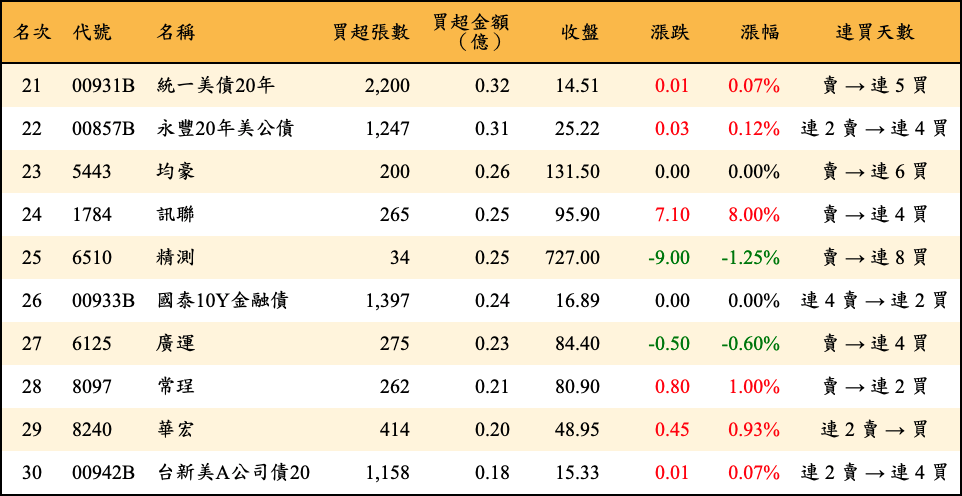 名次 代號 名稱 買超張數 買超金額（億） 收盤 漲跌 漲幅 連買天數
21 00931B 統一美債20年 2,200 0.32 14.51 0.01 0.07% 賣 → 連 5 買
22 00857B 永豐20年美公債 1,247 0.31 25.22 0.03 0.12% 連 2 賣 → 連 4 買
23 5443 均豪 200 0.26 131.50 0.00 0.00% 賣 → 連 6 買
24 1784 訊聯 265 0.25 95.90 7.10 8.00% 賣 → 連 4 買
25 6510 精測 34 0.25 727.00 -9.00 -1.25% 賣 → 連 8 買
26 00933B 國泰10Y金融債 1,397 0.24 16.89 0.00 0.00% 連 4 賣 → 連 2 買
27 6125 廣運 275 0.23 84.40 -0.50 -0.60% 賣 → 連 4 買
28 8097 常珵 262 0.21 80.90 0.80 1.00% 賣 → 連 2 買
29 8240 華宏 414 0.20 48.95 0.45 0.93% 連 2 賣 → 買
30 00942B 台新美A公司債20 1,158 0.18 15.33 0.01 0.07% 連 2 賣 → 連 4 買